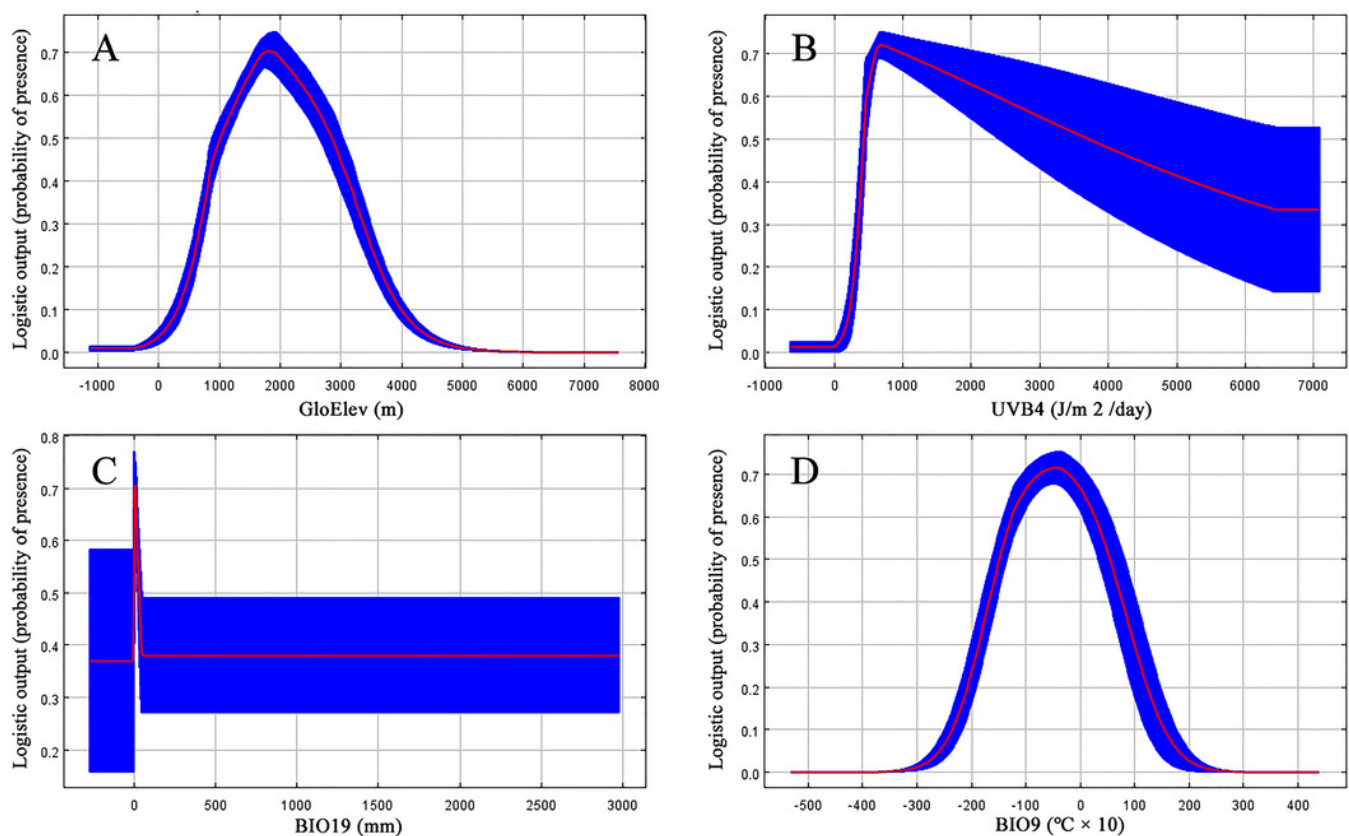 A
Logistic output (probability of presence)
0.7
0.6
0.5
0.4
0.3
0.2
0.1
0.0
-1000 0 1000 2000 3000 4000 5000 6000 7000 8000
GloElev (m)
B
Logistic output (probability of presence)
0.7
0.6
0.5
0.4
0.3
0.2
0.1
0.0
-1000 0 1000 2000 3000 4000 5000 6000 7000
UVB4 (J/m 2 /day)
C
Logistic output (probability of presence)
0.8
0.7
0.6
0.5
0.4
0.3
0.2
0 500 1000 1500 2000 2500 3000
BIO19 (mm)
D
Logistic output (probability of presence)
0.7
0.6
0.5
0.4
0.3
0.2
0.1
0.0
-500 -400 -300 -200 -100 0 100 200 300 400
BIO9 (ºC × 10)